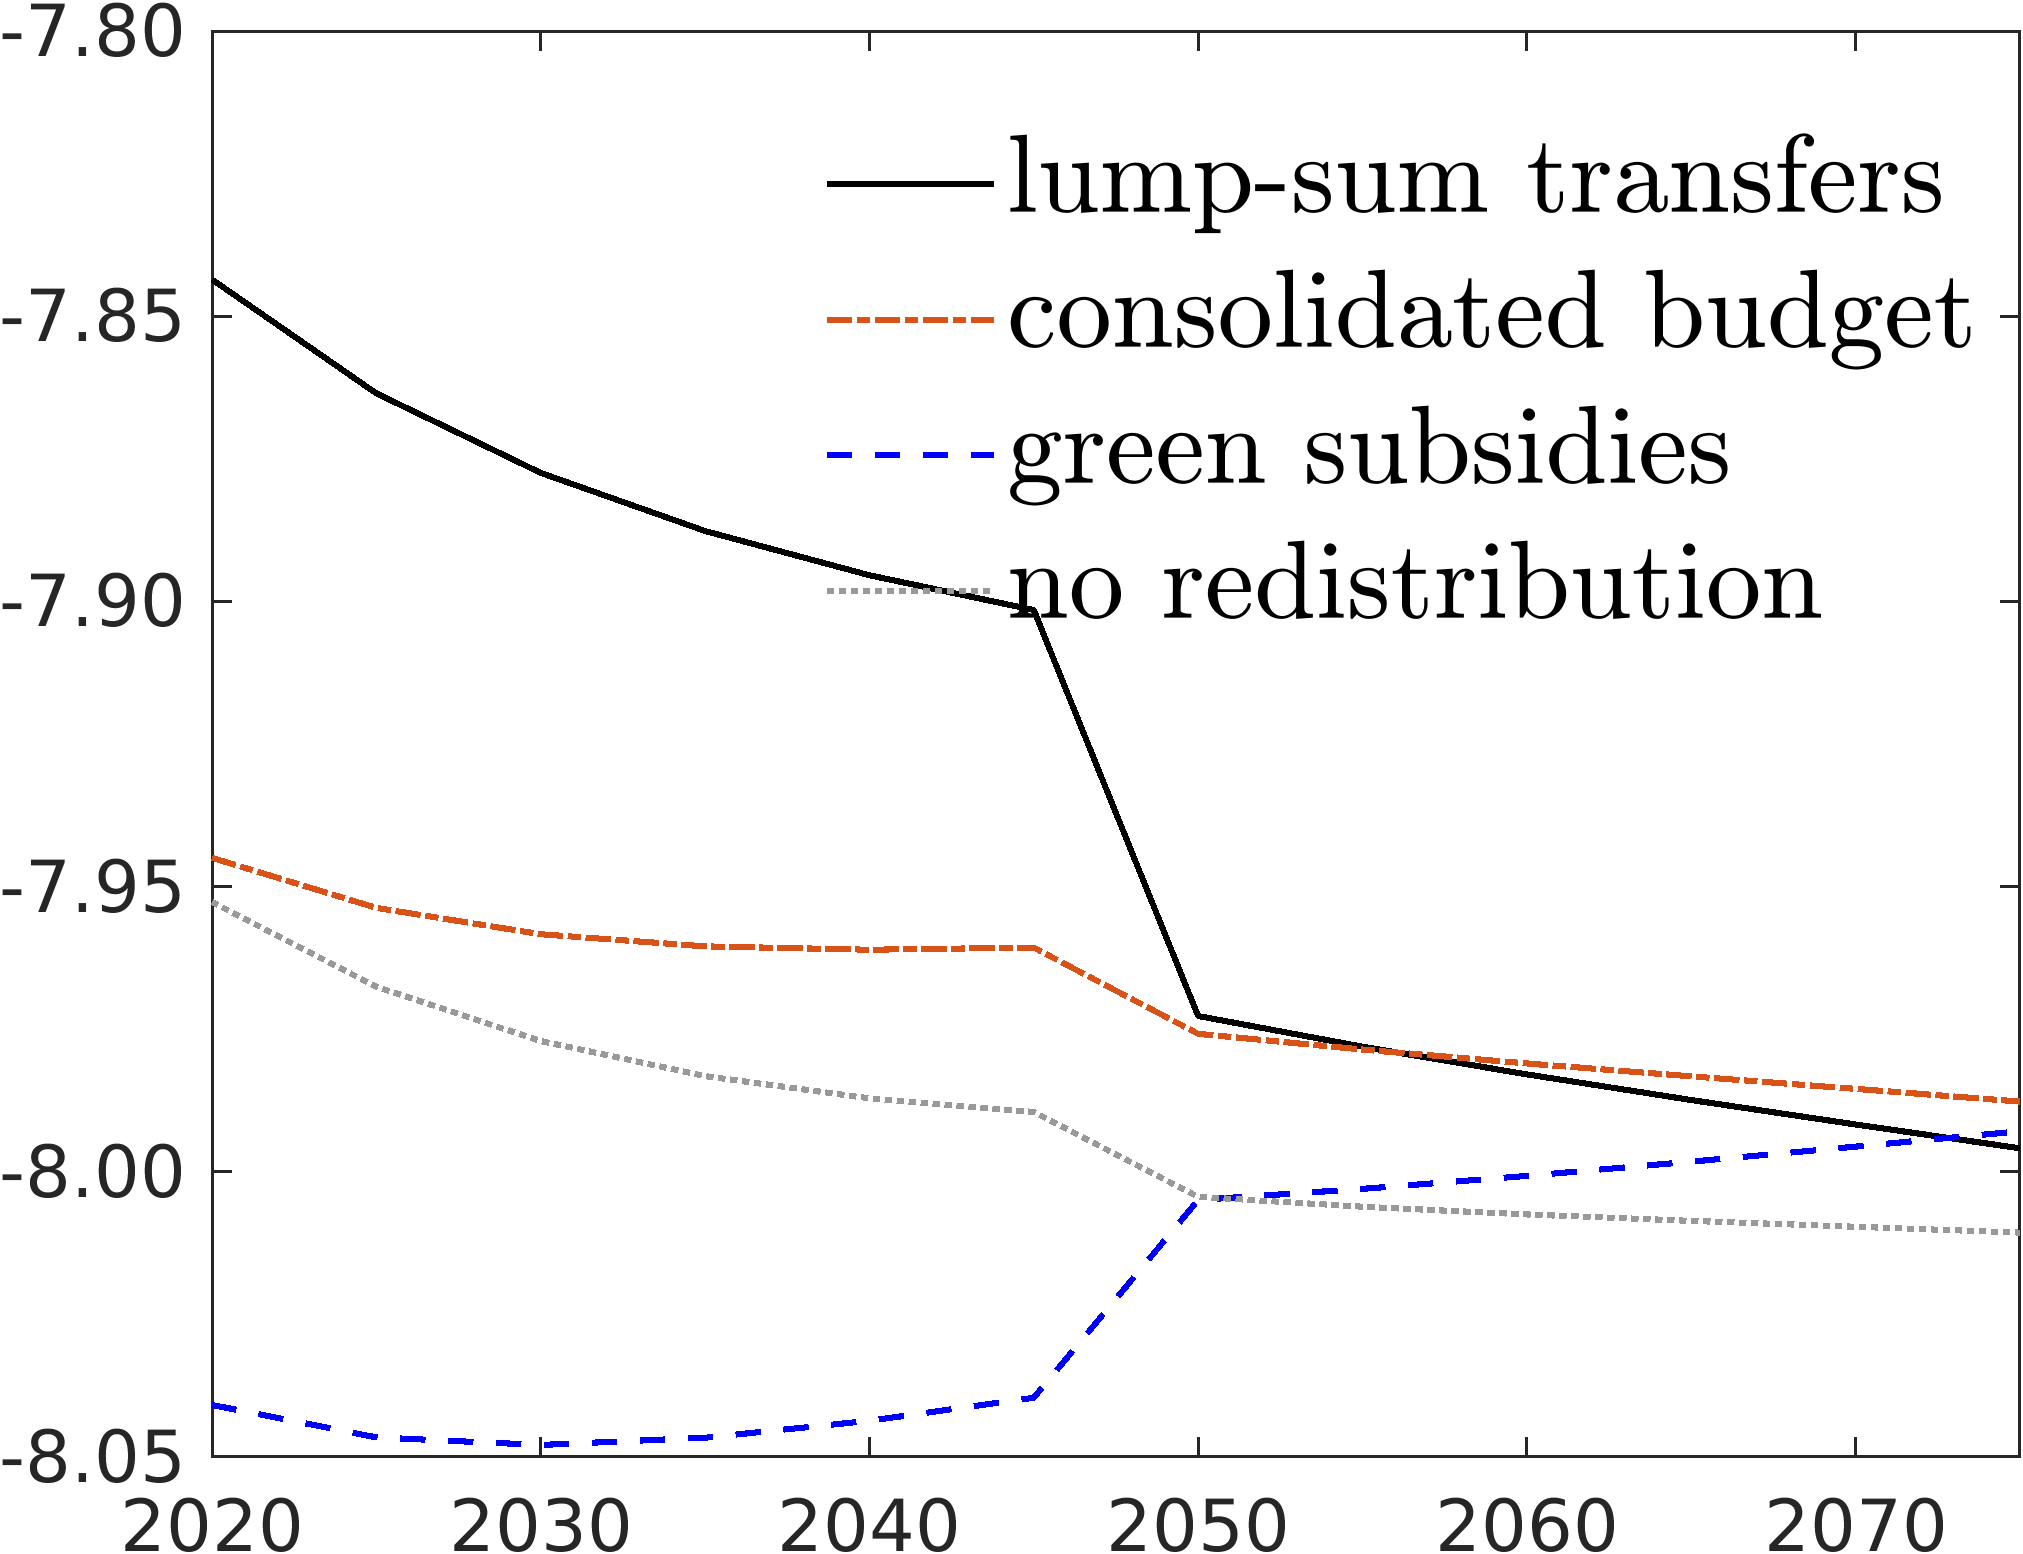 -7.80
lump-sum transfers
consolidated budget
-7.85
green subsidies
no redistribution
-7.90
-7.95
-8.00
-8.05
2020 2030 2040 2050 2060 2070